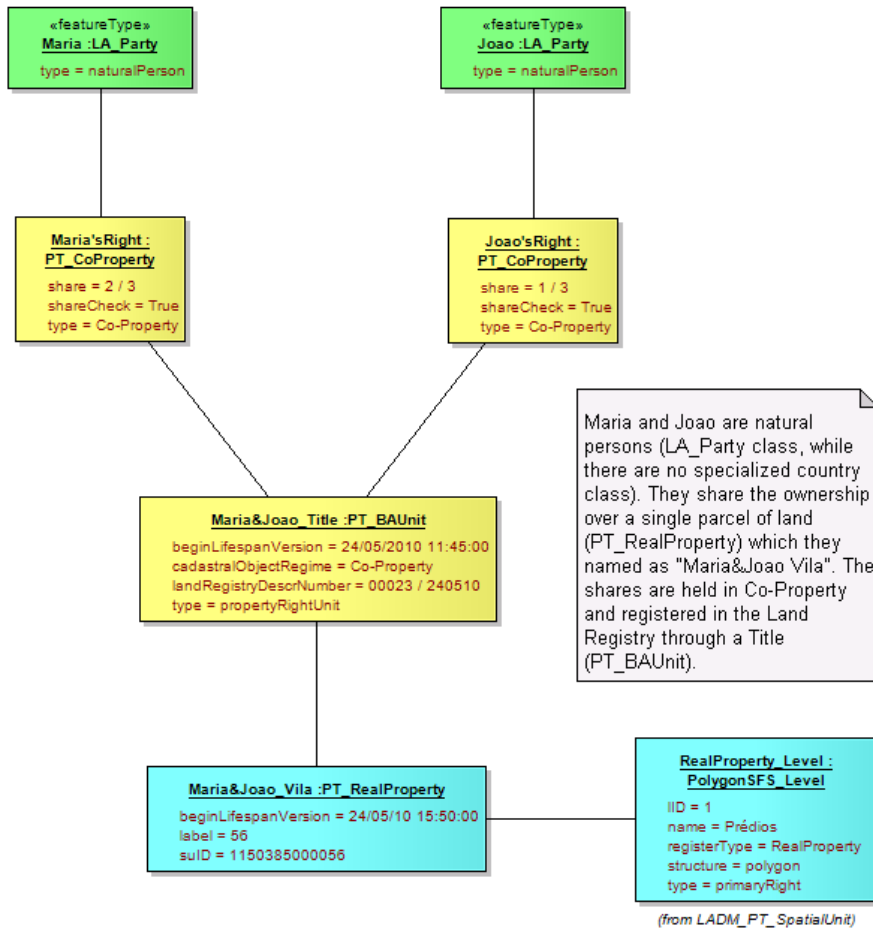 «featureType»
Maria :LA_Party
type = naturalPerson
«featureType»
Joao :LA_Party
type = naturalPerson
Maria'sRight :
PT_CoProperty
share = 2 / 3
shareCheck = True
type = Co-Property
Joao'sRight :
PT_CoProperty
share = 1 / 3
shareCheck = True
type = Co-Property
Maria and Joao are natural
persons (LA_Party class, while
there are no specialized country
class). They share the ownership
over a single parcel of land
(PT_RealProperty) which they
named as "Maria&Joao Vila". The
shares are held in Co-Property
and registered in the Land
Registry through a Title
(PT_BAUnit).
Maria&Joao_Title :PT_BAUnit
beginLifespanVersion = 24/05/2010 11:45:00
cadastralObjectRegime = Co-Property
landRegistryDescrNumber = 00023 / 240510
type = propertyRightUnit
Maria&Joao_Vila :PT_RealProperty
beginLifespanVersion = 24/05/10 15:50:00
label = 56
suID = 1150385000056
RealProperty_Level :
PolygonSFS_Level
lID = 1
name = Prédios
registerType = RealProperty
structure = polygon
type = primaryRight
(from LADM_PT_SpatialUnit)